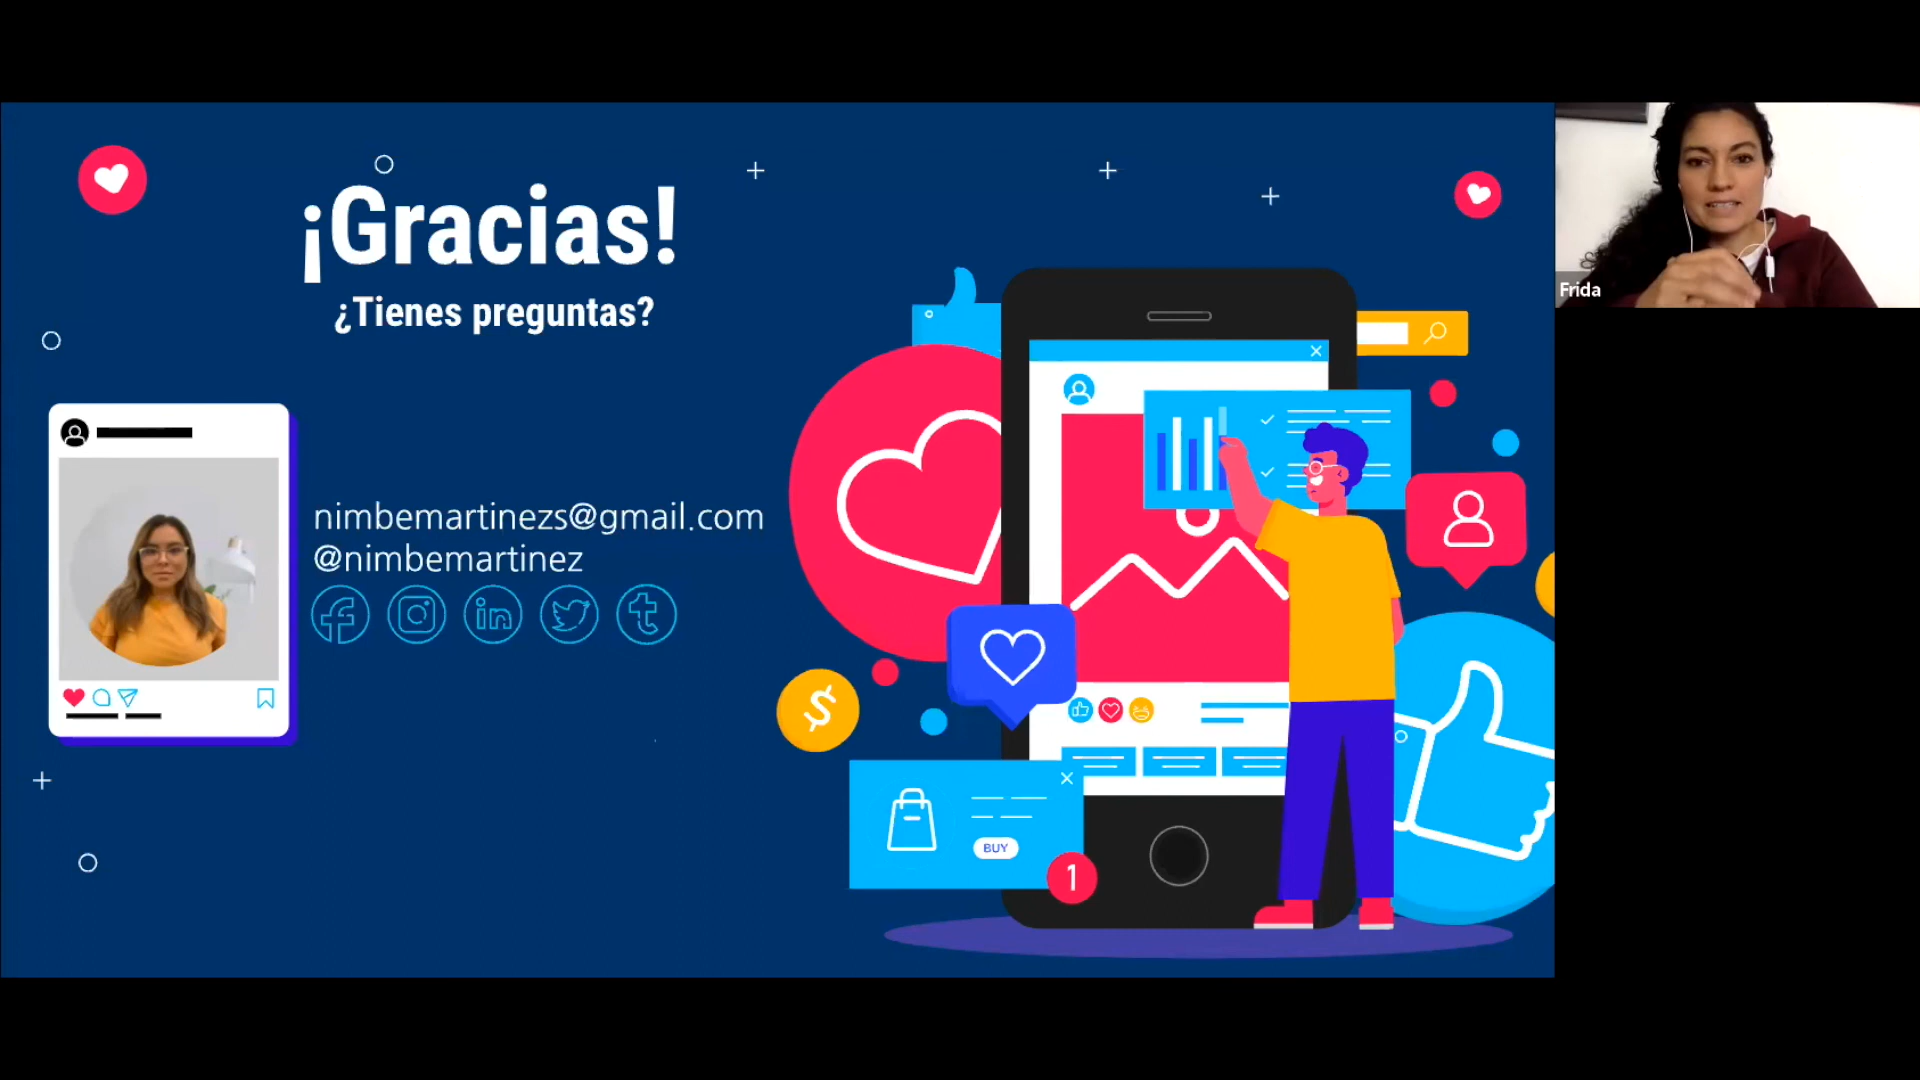 ¡Gracias!
¿Tienes preguntas?
nimbemartinezs@gmail.com
@nimbemartinez
BUY
1
Frida